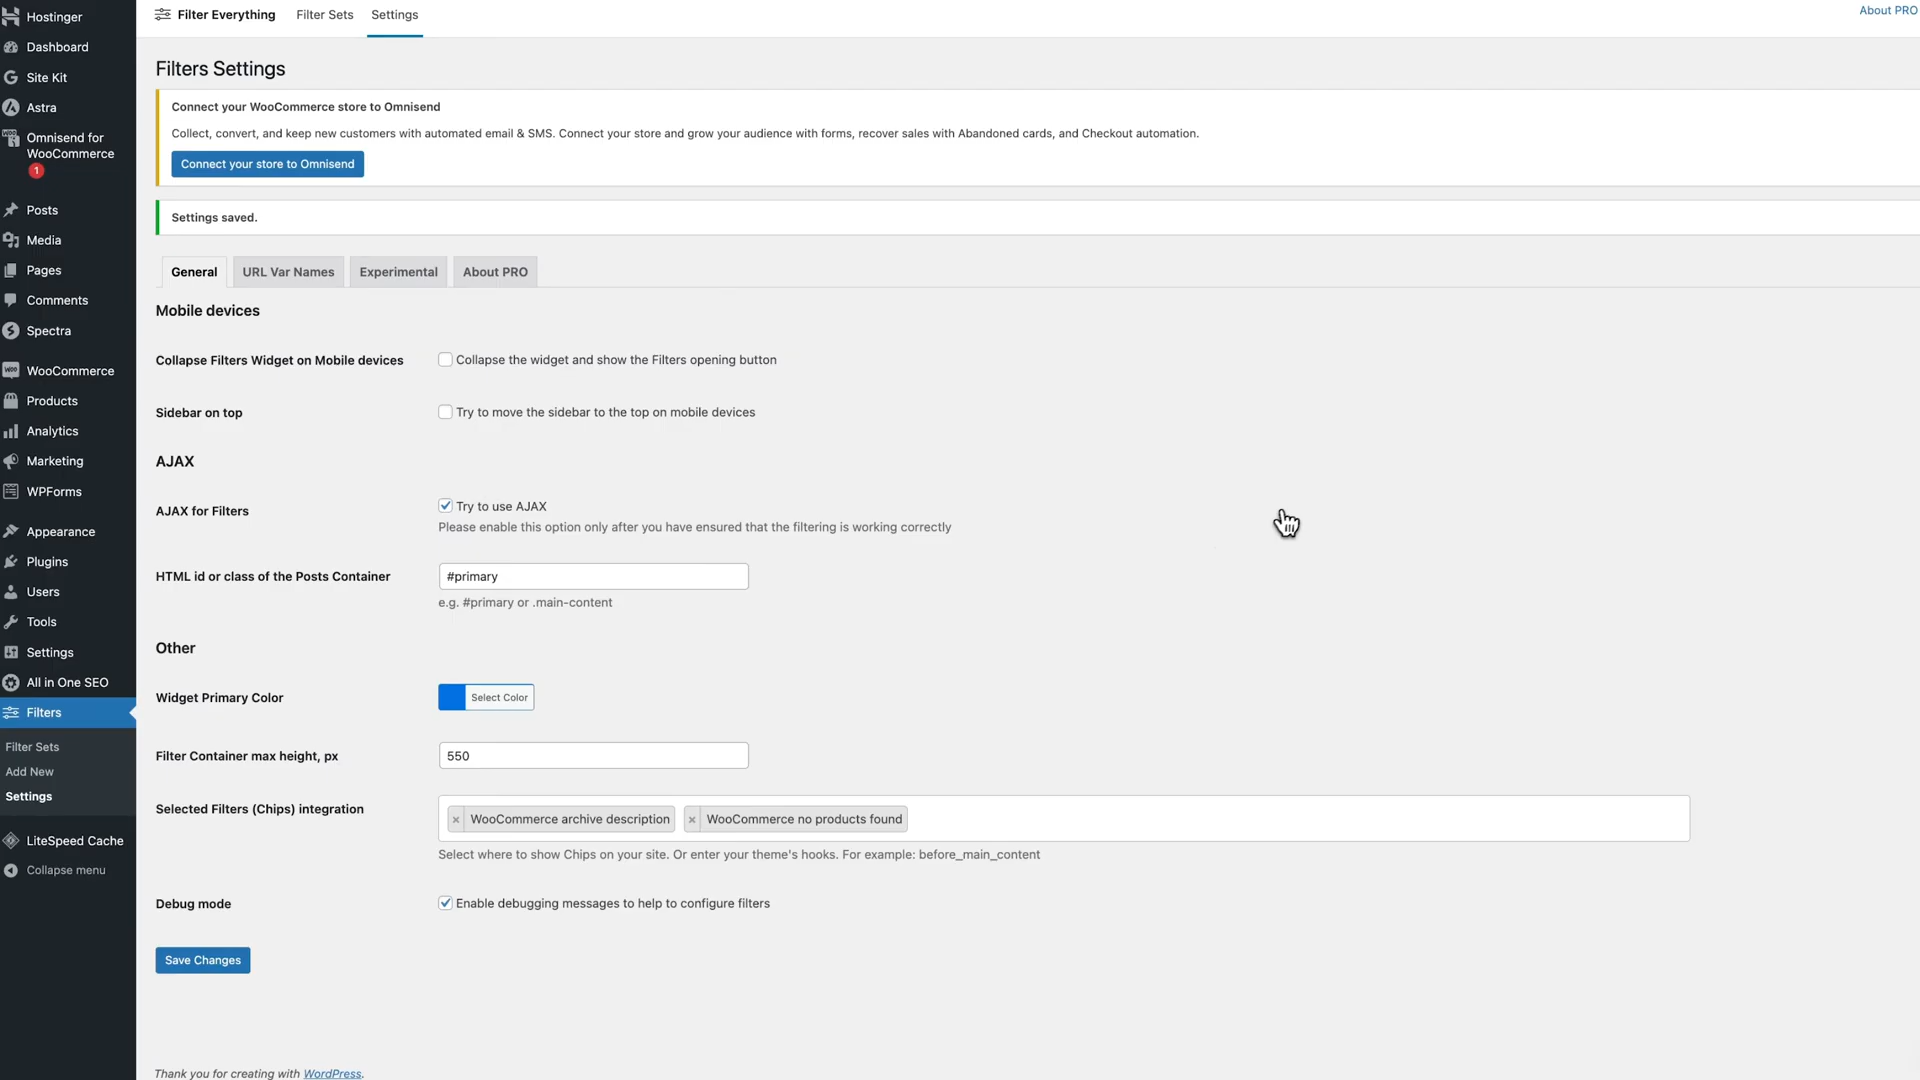 Hostinger
Dashboard
Site Kit
Astra
Omnisend for
WooCommerce
1
Posts
Media
Pages
Comments
Spectra
WooCommerce
Products
Analytics
Marketing
WPForms
Appearance
Plugins
Users
Tools
Settings
All in One SEO
Filters
Filter Sets
Add New
Settings
LiteSpeed Cache
Collapse menu
Filter Everything Filter Sets Settings
About PRO
Filters Settings
Connect your WooCommerce store to Omnisend
Collect, convert, and keep new customers with automated email & SMS. Connect your store and grow your audience with forms, recover sales with Abandoned cards, and Checkout automation.
Connect your store to Omnisend
Settings saved.
General URL Var Names Experimental About PRO
Mobile devices
Collapse Filters Widget on Mobile devices Collapse the widget and show the Filters opening button
Sidebar on top Try to move the sidebar to the top on mobile devices
AJAX
AJAX for Filters Try to use AJAX
Please enable this option only after you have ensured that the filtering is working correctly
HTML id or class of the Posts Container #primary
e.g. #primary or .main-content
Other
Widget Primary Color Select Color
Filter Container max height, px 550
Selected Filters (Chips) integration × WooCommerce archive description × WooCommerce no products found
Select where to show Chips on your site. Or enter your theme's hooks. For example: before_main_content
Debug mode Enable debugging messages to help to configure filters
Save Changes
Thank you for creating with WordPress.